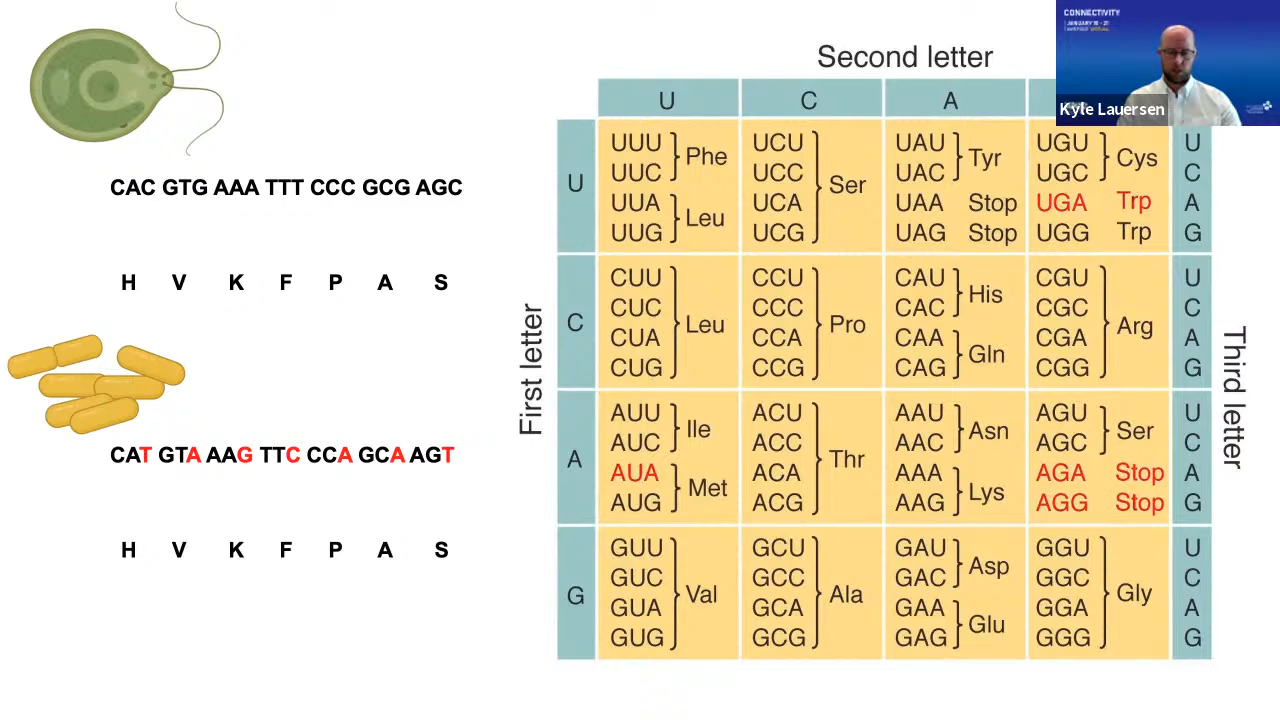 CONNECTIVITY
Kyle Lauersen
CAC GTG AAA TTT CCC GCG AGC
H V K F P A S
CAT GTA AAG TTC CCA GCA AGT
H V K F P A S
Second letter
U C A
First letter
Third letter
U
UUU UCU UAU UGU U
Phe Tyr Cys
UUC UCC UAC UGC C
Ser
UUA UCA UAA Stop UGA Trp A
Leu
UUG UCG UAG Stop UGG Trp G
C
CUU CCU CAU CGU U
His
CUC CCC CAC CGC C
Leu Pro Arg
CUA CCA CAA CGA A
Gln
CUG CCG CAG CGG G
A
AUU ACU AAU AGU U
Ile Asn Ser
AUC ACC AAC AGC C
Thr
AUA ACA AAA AGA Stop A
Met Lys
AUG ACG AAG AGG Stop G
G
GUU GCU GAU GGU U
Asp
GUC GCC GAC GGC C
Val Ala Gly
GUA GCA GAA GGA A
Glu
GUG GCG GAG GGG G